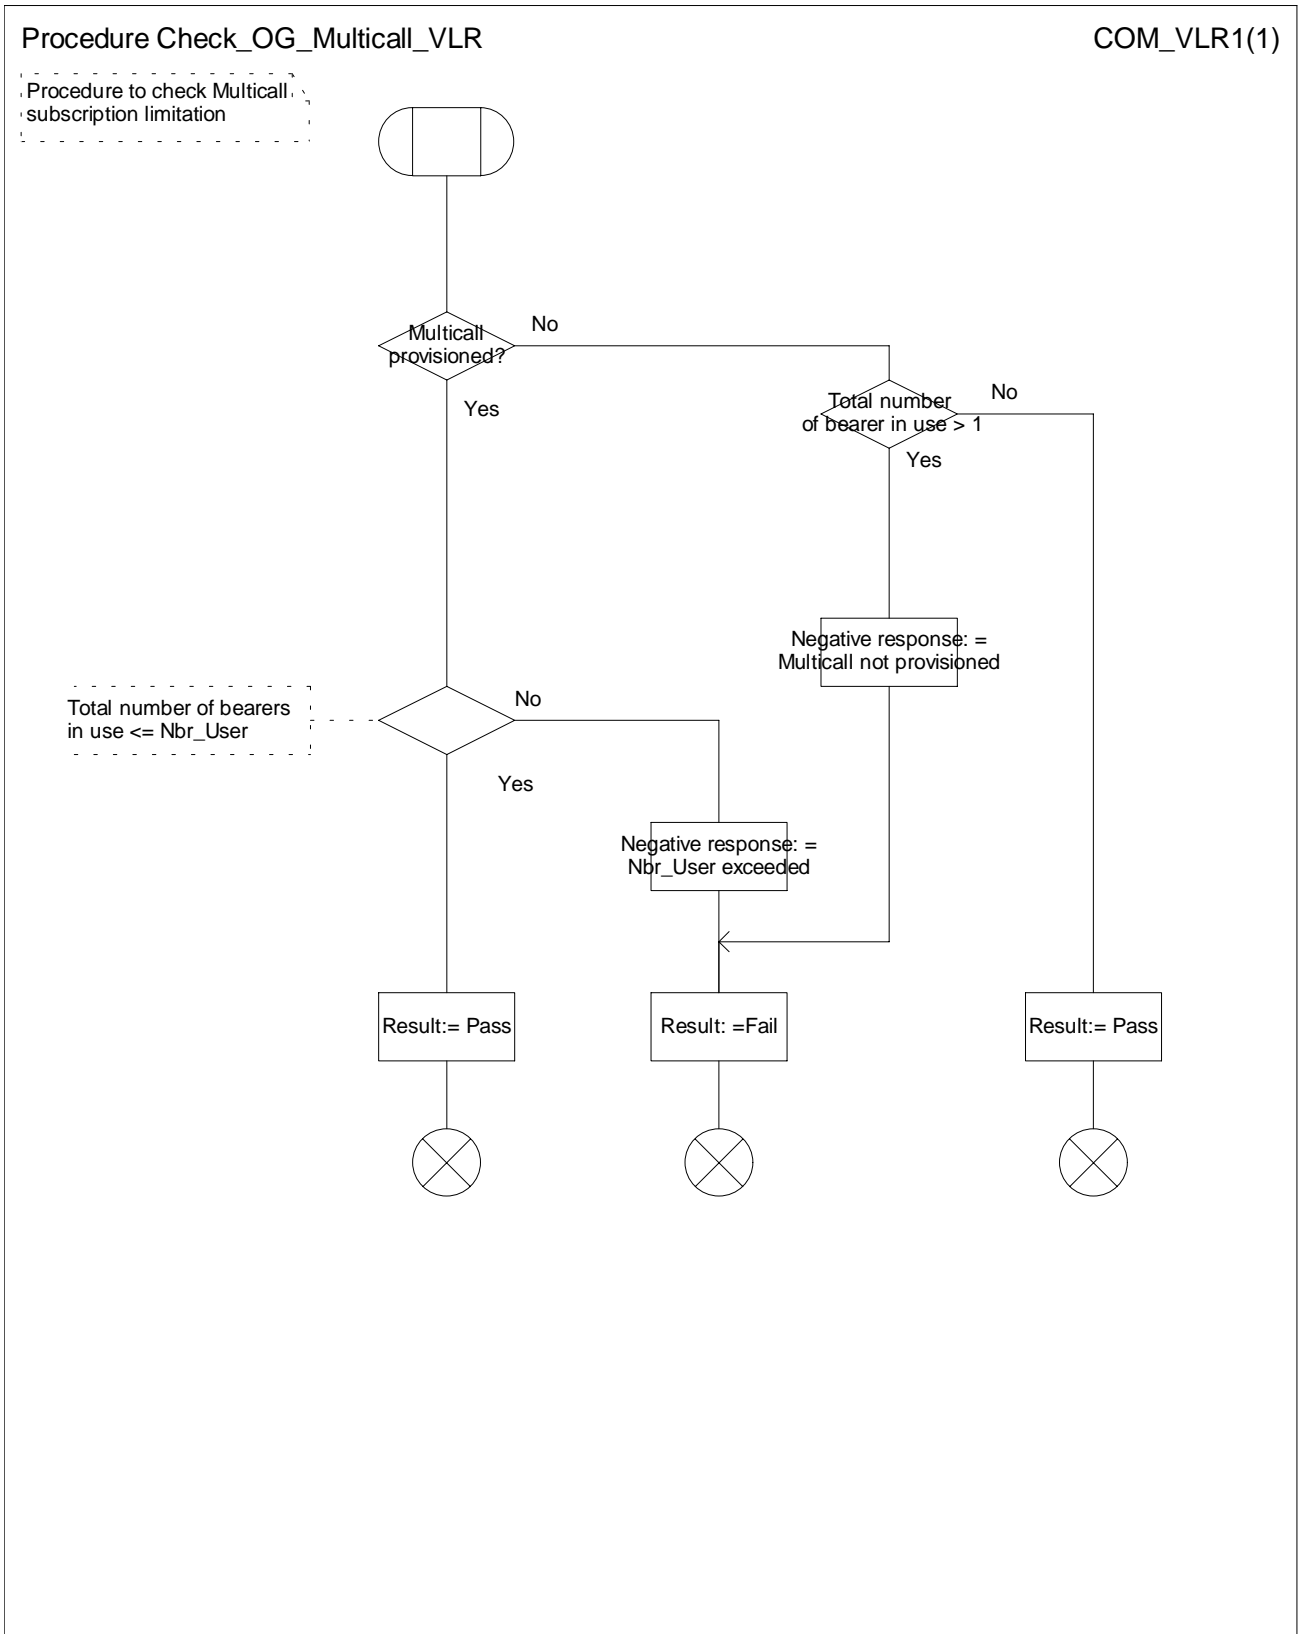 Procedure Check_OG_Multicall_VLR
COM_VLR1(1)
Procedure to check Multicall
subscription limitation
Multicall
provisioned?
No
Yes
Total number
of bearer in use > 1
No
Yes
Negative response: =
Multicall not provisioned
Total number of bearers
in use <= Nbr_User
No
Yes
Negative response: =
Nbr_User exceeded
Result:= Pass
Result: =Fail
Result:= Pass